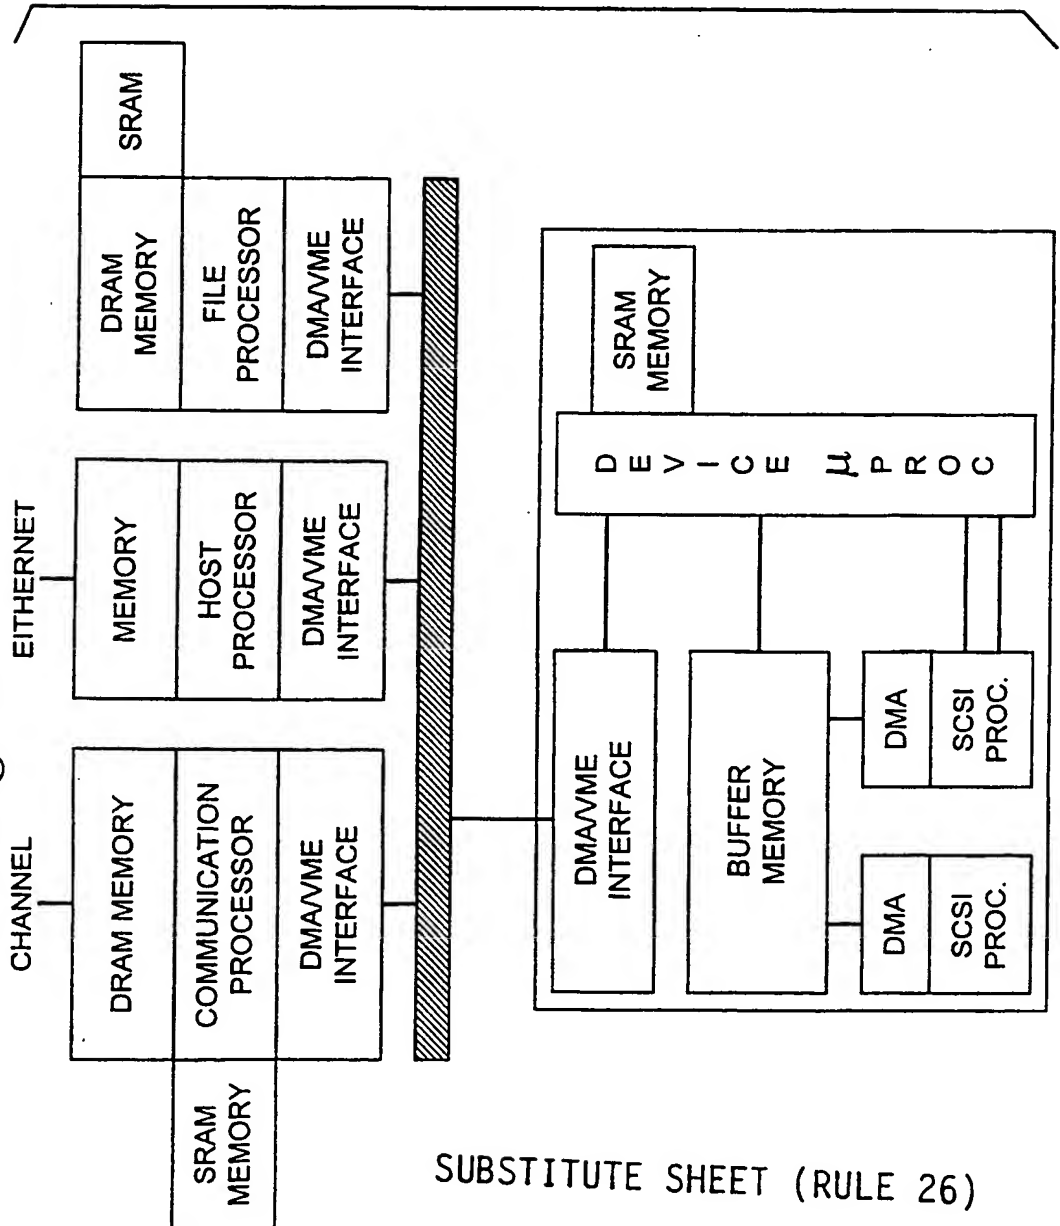 CHANNEL
EITHERNET
SRAM
MEMORY
DRAM MEMORY
COMMUNICATION
PROCESSOR
DMA/VME
INTERFACE
MEMORY
HOST
PROCESSOR
DMA/VME
INTERFACE
DRAM
MEMORY
SRAM
FILE
PROCESSOR
DMA/VME
INTERFACE
DMA/VME
INTERFACE
BUFFER
MEMORY
DMA
SCSI
PROC.
DMA
SCSI
PROC.
DEVICE μPROC
SRAM
MEMORY
SUBSTITUTE SHEET (RULE 26)